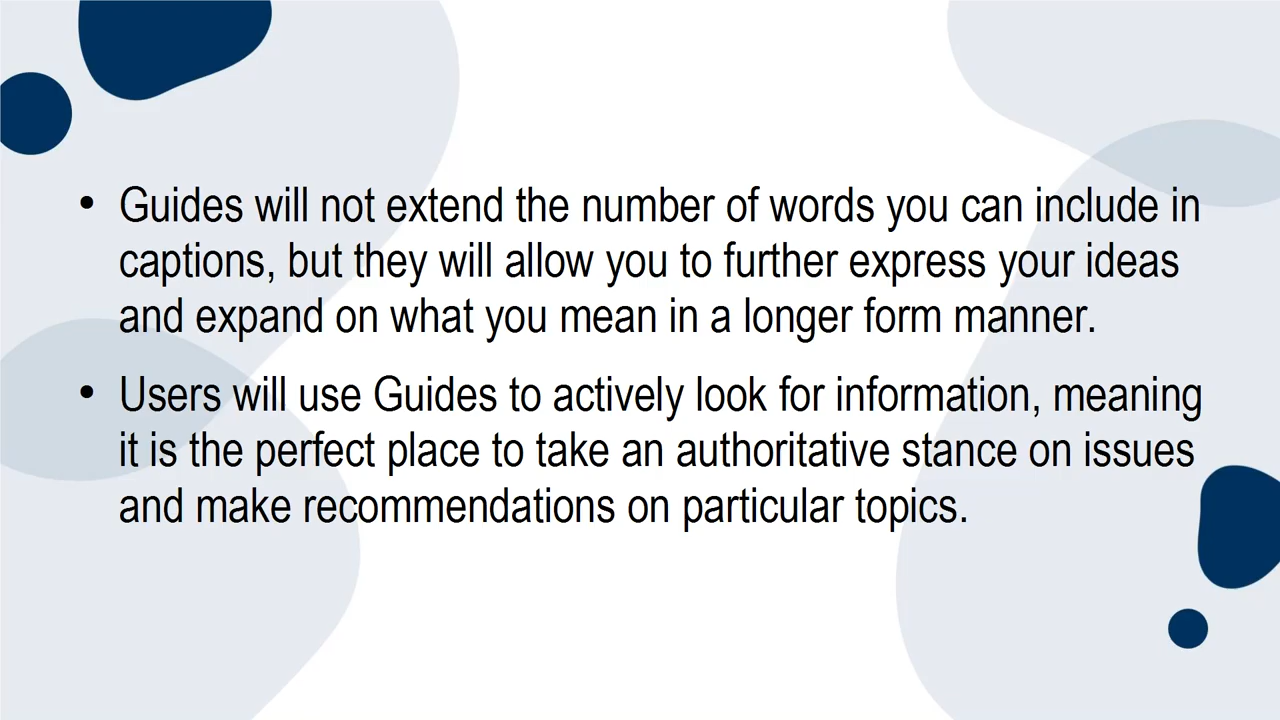 • Guides will not extend the number of words you can include in
captions, but they will allow you to further express your ideas
and expand on what you mean in a longer form manner.
• Users will use Guides to actively look for information, meaning
it is the perfect place to take an authoritative stance on issues
and make recommendations on particular topics.